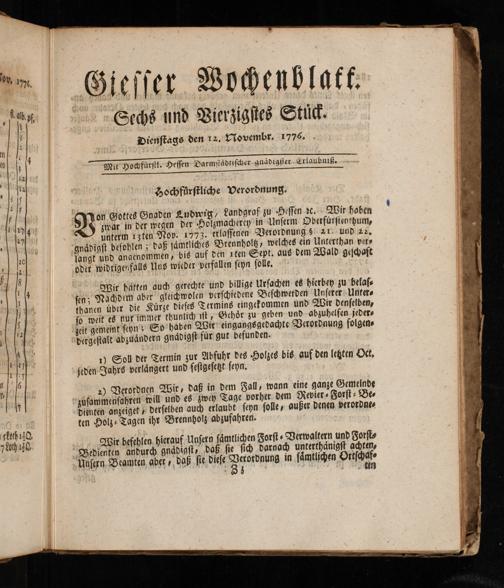 Nov. 1776.
fl. alb. pf.
Giesser Wochenblatt.
Sechs und Vierzigstes Stück.
Dienstags den 12. Novembr. 1776.
Mit Hochfürstl. Hessen Darmstädtischer gnädigster Erlaubniß.
Hochfürstliche Verordnung.
Von Gottes Gnaden Ludwig, Landgraf zu Hessen ꝛc. Wir haben
zwar in der wegen der Holzmacherey in Unserm Oberfürstenthum,
unterm 13ten Nov. 1773. erlassenen Verordnung §. 21. und 22.
gnädigst befohlen; daß sämtliches Brennholz, welches ein Unterthan ver-
langt und angenommen, bis auf den 1ten Sept. aus dem Wald geschaft
oder widrigenfalls Uns wieder verfallen seyn solle.
Wir hätten auch gerechte und billige Ursachen es hierbey zu belas-
sen; Nachdem aber gleichwolen verschiedene Beschwerden Unserer Unter-
thanen über die Kürze dieses Termins eingekommen und Wir denselben,
so weit es nur immer thunlich ist, Gehör zu geben und abzuhelfen jeder-
zeit gemeint seyn; So haben Wir eingangsgedachte Verordnung folgen-
dergestalt abzuändern gnädigst für gut befunden.
1) Soll der Termin zur Abfuhr des Holzes bis auf den letzten Oct.
jeden Jahrs verlängert und festgesetzt seyn.
2) Verordnen Wir, daß in dem Fall, wann eine ganze Gemeinde
zusammenfahren will und es zwey Tage vorher dem Revier-Forst-Be-
dienten anzeiget, derselben auch erlaubt seyn solle, außer denen verordne-
ten Holz-Tagen ihr Brennholz abzufahren.
Wir befehlen hierauf Unsern sämtlichen Forst-Verwaltern und Forst-
Bedienten andurch gnädigst, daß sie sich darnach unterthänigst achten,
Unsern Beamten aber, daß sie diese Verordnung in sämtlichen Ortschaf-
ten